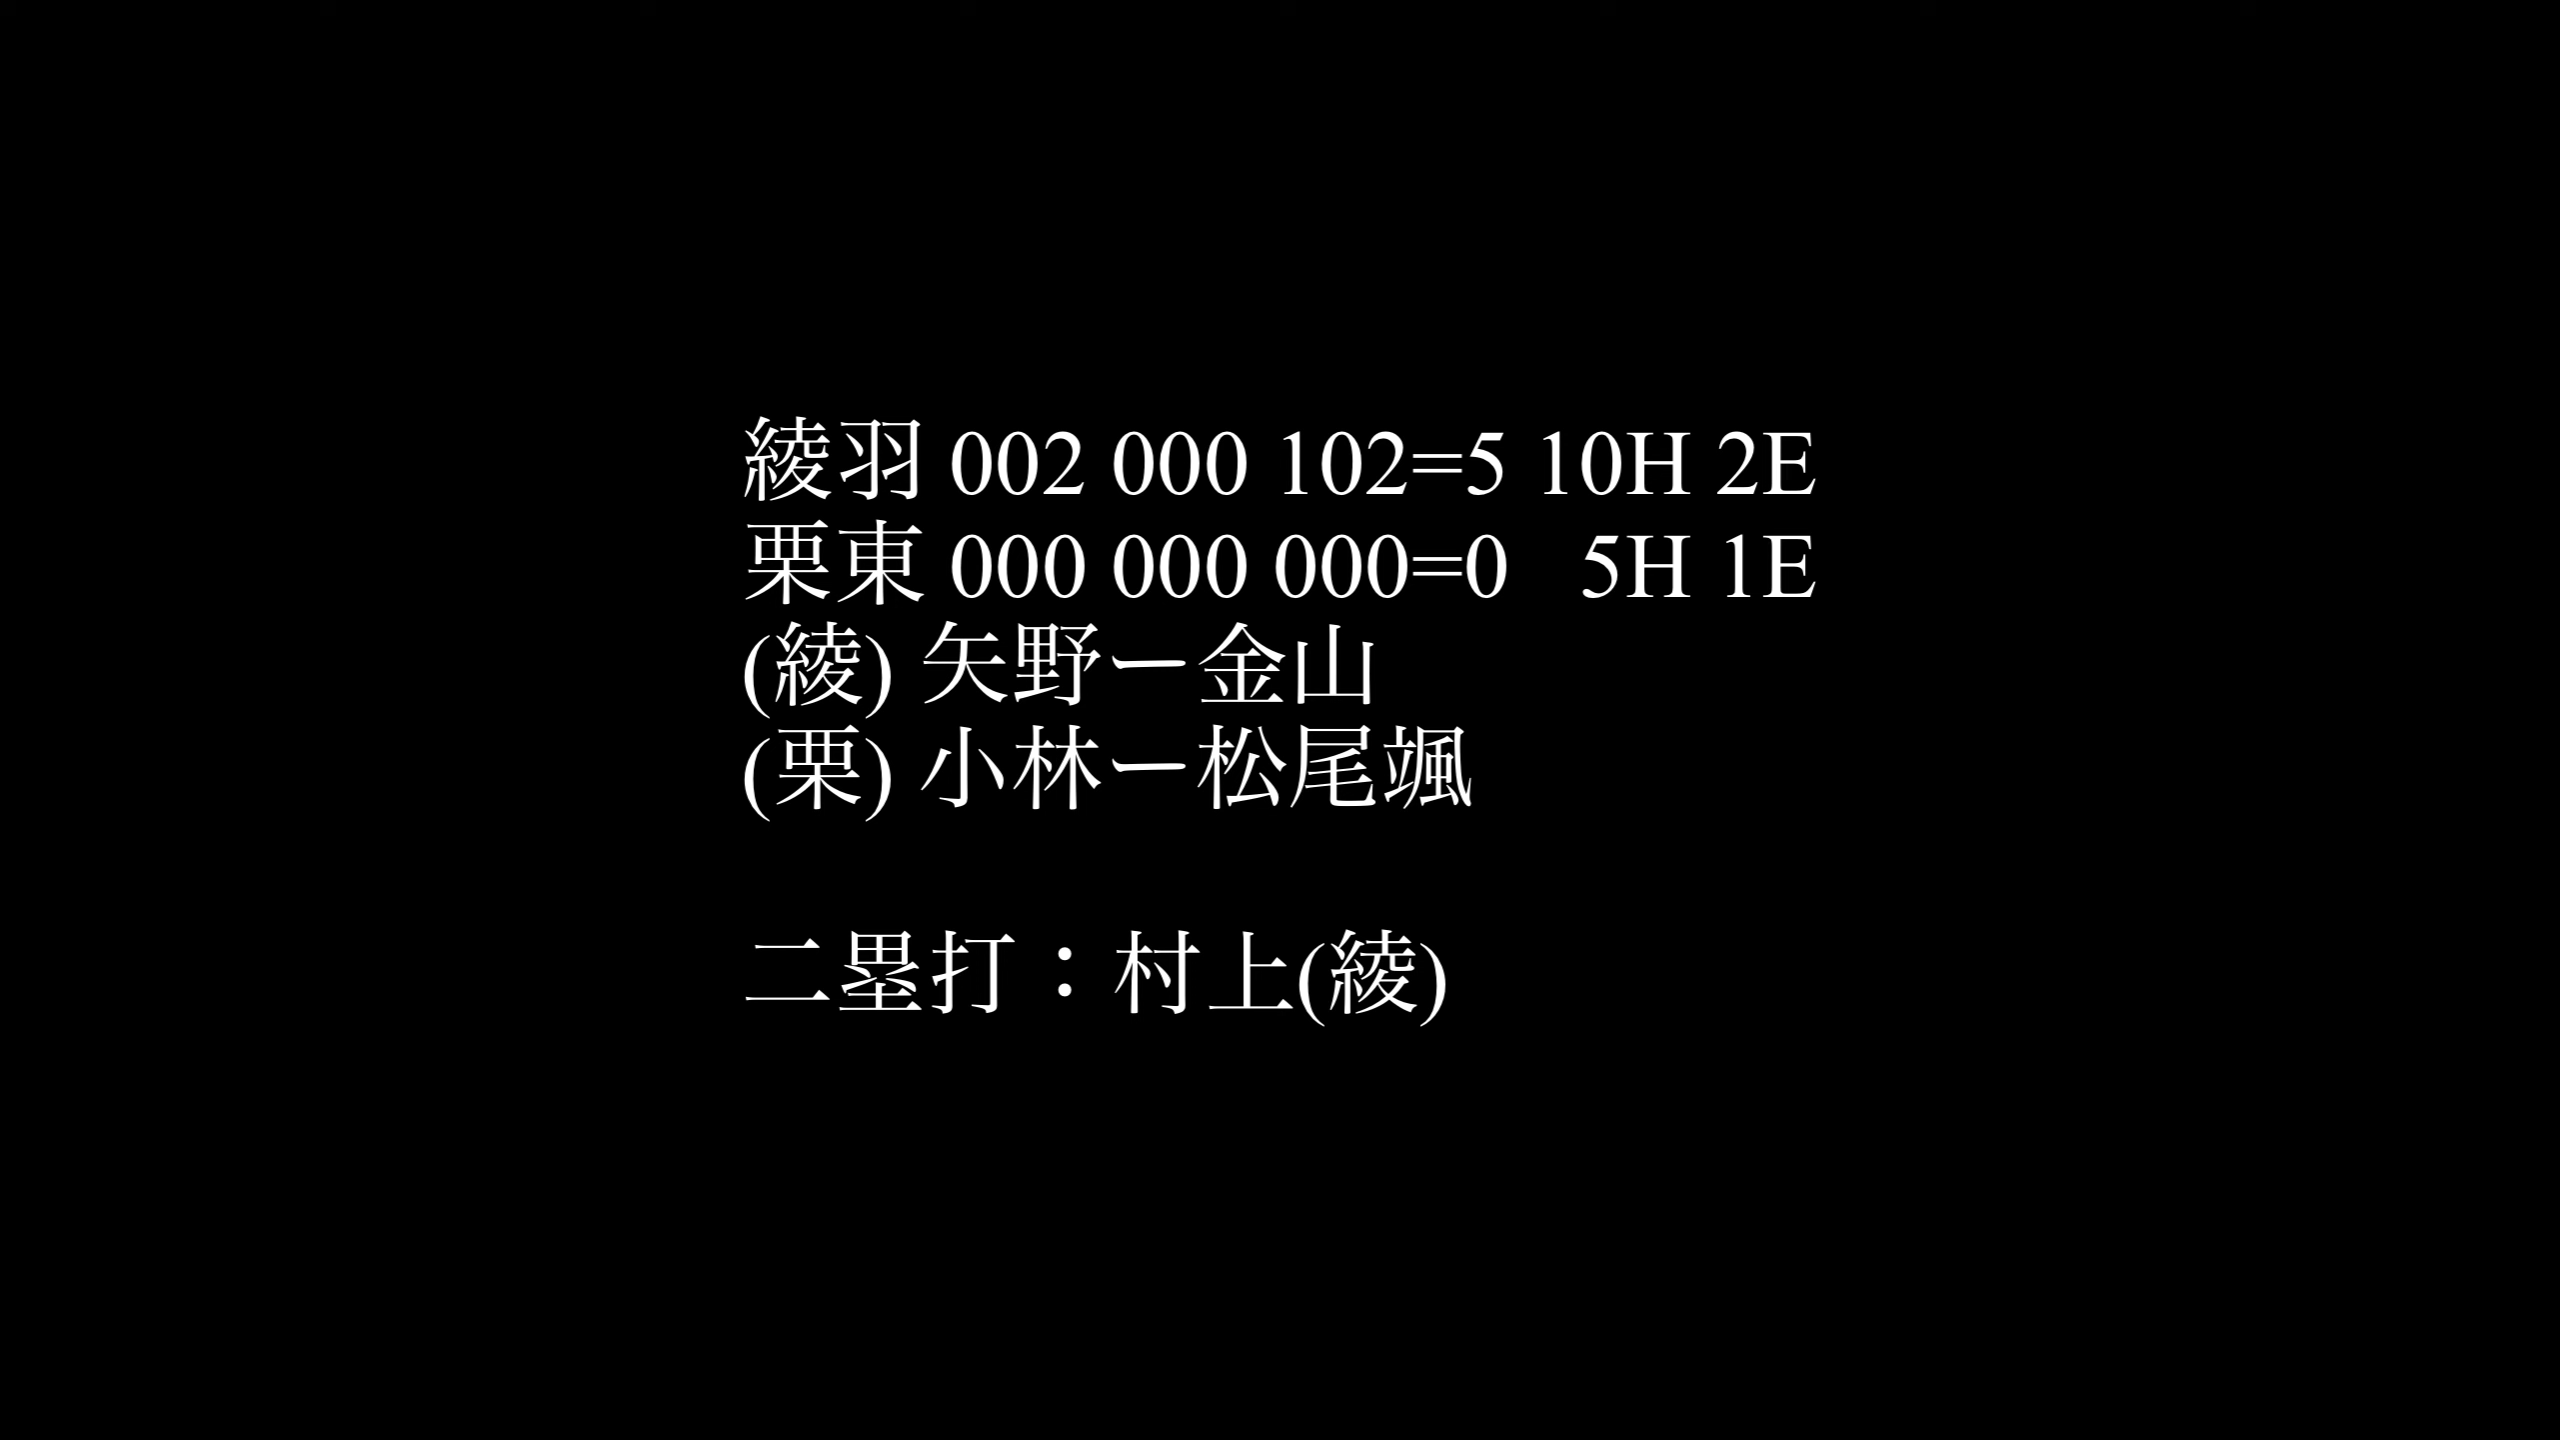 綾羽 002 000 102=5 10H 2E
栗東 000 000 000=0 5H 1E
(綾) 矢野ー金山
(栗) 小林ー松尾颯
二塁打：村上(綾)